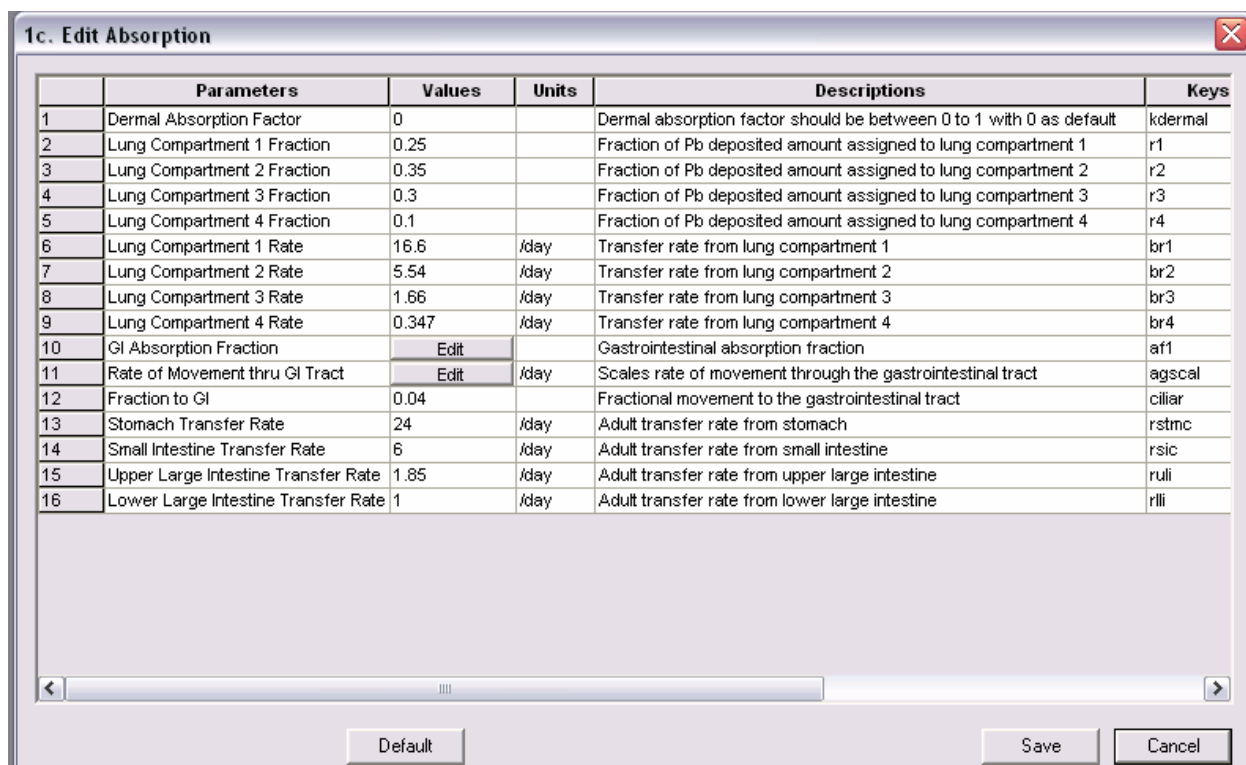 1c. Edit Absorption
Parameters Values Units Descriptions Keys
1 Dermal Absorption Factor 0 Dermal absorption factor should be between 0 to 1 with 0 as default kdermal
2 Lung Compartment 1 Fraction 0.25 Fraction of Pb deposited amount assigned to lung compartment 1 r1
3 Lung Compartment 2 Fraction 0.35 Fraction of Pb deposited amount assigned to lung compartment 2 r2
4 Lung Compartment 3 Fraction 0.3 Fraction of Pb deposited amount assigned to lung compartment 3 r3
5 Lung Compartment 4 Fraction 0.1 Fraction of Pb deposited amount assigned to lung compartment 4 r4
6 Lung Compartment 1 Rate 16.6 /day Transfer rate from lung compartment 1 br1
7 Lung Compartment 2 Rate 5.54 /day Transfer rate from lung compartment 2 br2
8 Lung Compartment 3 Rate 1.66 /day Transfer rate from lung compartment 3 br3
9 Lung Compartment 4 Rate 0.347 /day Transfer rate from lung compartment 4 br4
10 GI Absorption Fraction Edit Gastrointestinal absorption fraction af1
11 Rate of Movement thru GI Tract Edit /day Scales rate of movement through the gastrointestinal tract agscal
12 Fraction to GI 0.04 Fractional movement to the gastrointestinal tract ciliar
13 Stomach Transfer Rate 24 /day Adult transfer rate from stomach rstmc
14 Small Intestine Transfer Rate 6 /day Adult transfer rate from small intestine rsic
15 Upper Large Intestine Transfer Rate 1.85 /day Adult transfer rate from upper large intestine ruli
16 Lower Large Intestine Transfer Rate 1 /day Adult transfer rate from lower large intestine rlli
Default Save Cancel